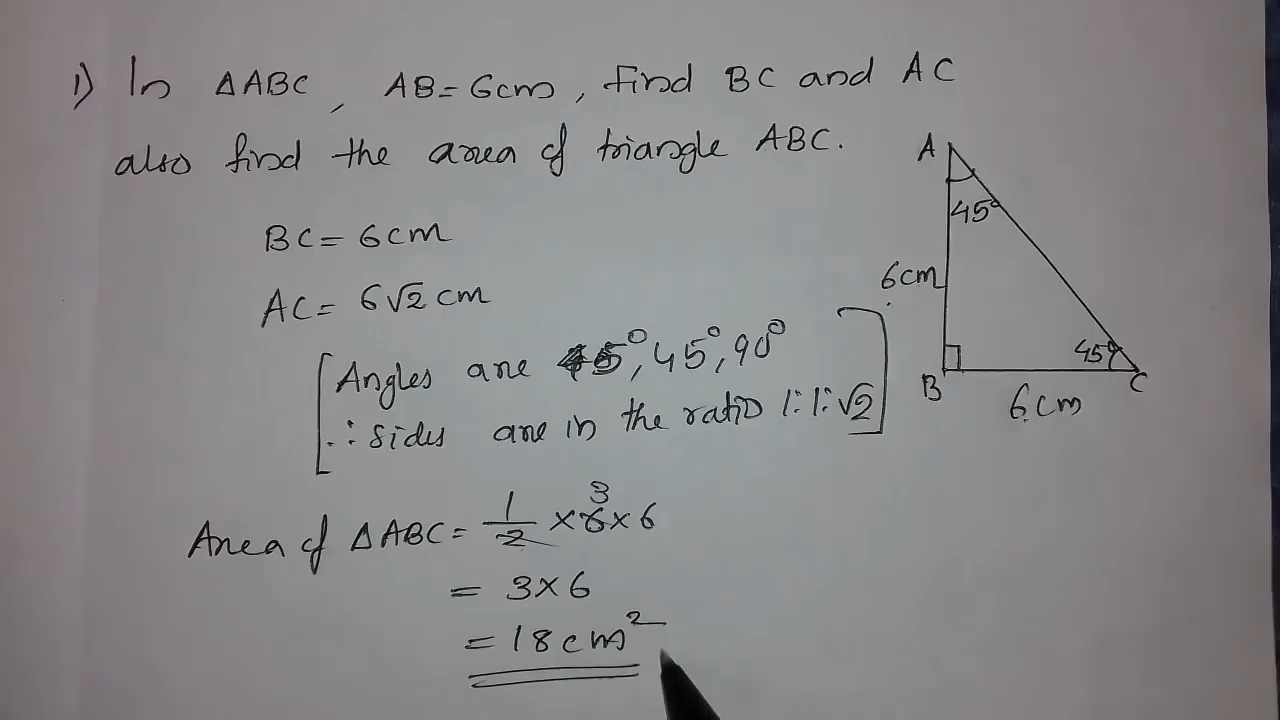 1) In ΔABC, AB=6cm, find BC and AC
also find the area of triangle ABC.
BC=6cm
AC=6√2cm
[Angles are 45°,45°,90°
∴ sides are in the ratio 1:1:√2]
Area of ΔABC= 1/2 ×6×6
3
= 3×6
= 18cm²
A
45°
6cm
45°
B
C
6cm